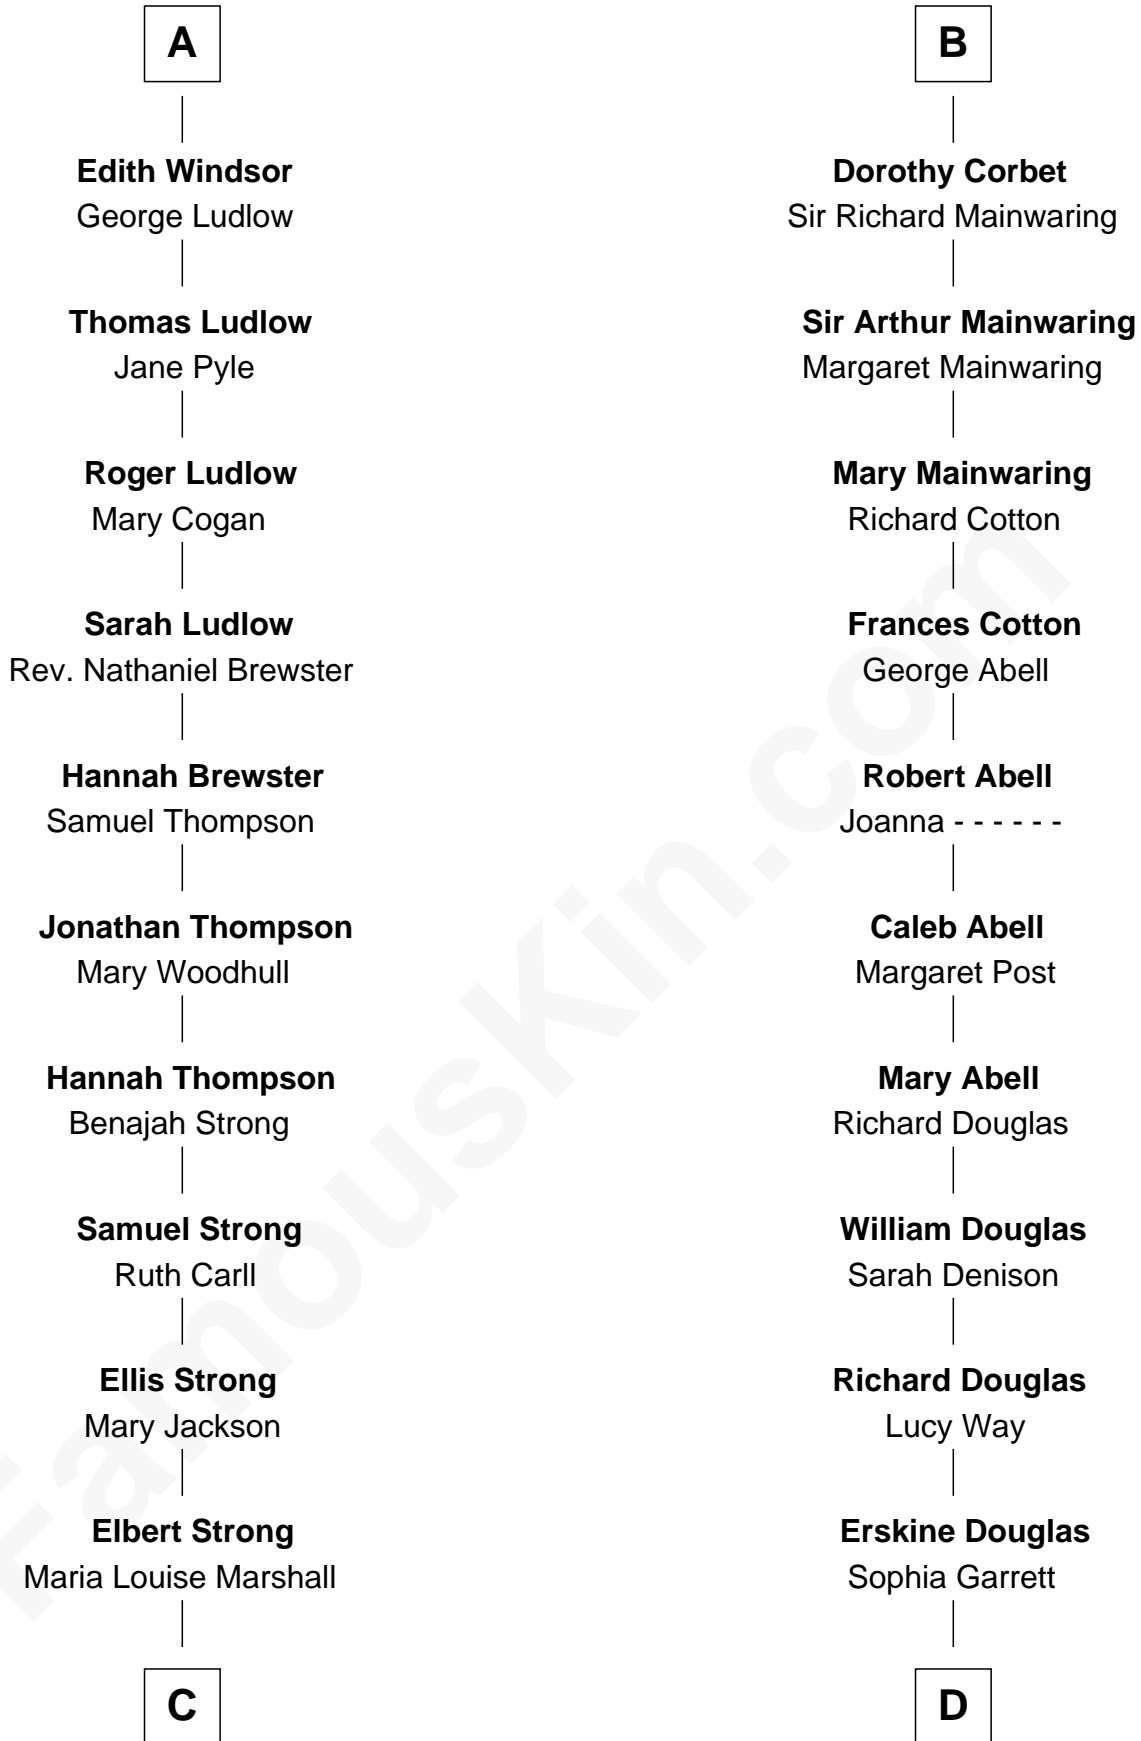 A
Edith Windsor
George Ludlow
Thomas Ludlow
Jane Pyle
Roger Ludlow
Mary Cogan
Sarah Ludlow
Rev. Nathaniel Brewster
Hannah Brewster
Samuel Thompson
Jonathan Thompson
Mary Woodhull
Hannah Thompson
Benajah Strong
Samuel Strong
Ruth Carll
Ellis Strong
Mary Jackson
Elbert Strong
Maria Louise Marshall
C
B
Dorothy Corbet
Sir Richard Mainwaring
Sir Arthur Mainwaring
Margaret Mainwaring
Mary Mainwaring
Richard Cotton
Frances Cotton
George Abell
Robert Abell
Joanna - - - - - -
Caleb Abell
Margaret Post
Mary Abell
Richard Douglas
William Douglas
Sarah Denison
Richard Douglas
Lucy Way
Erskine Douglas
Sophia Garrett
D
FamousKin.com